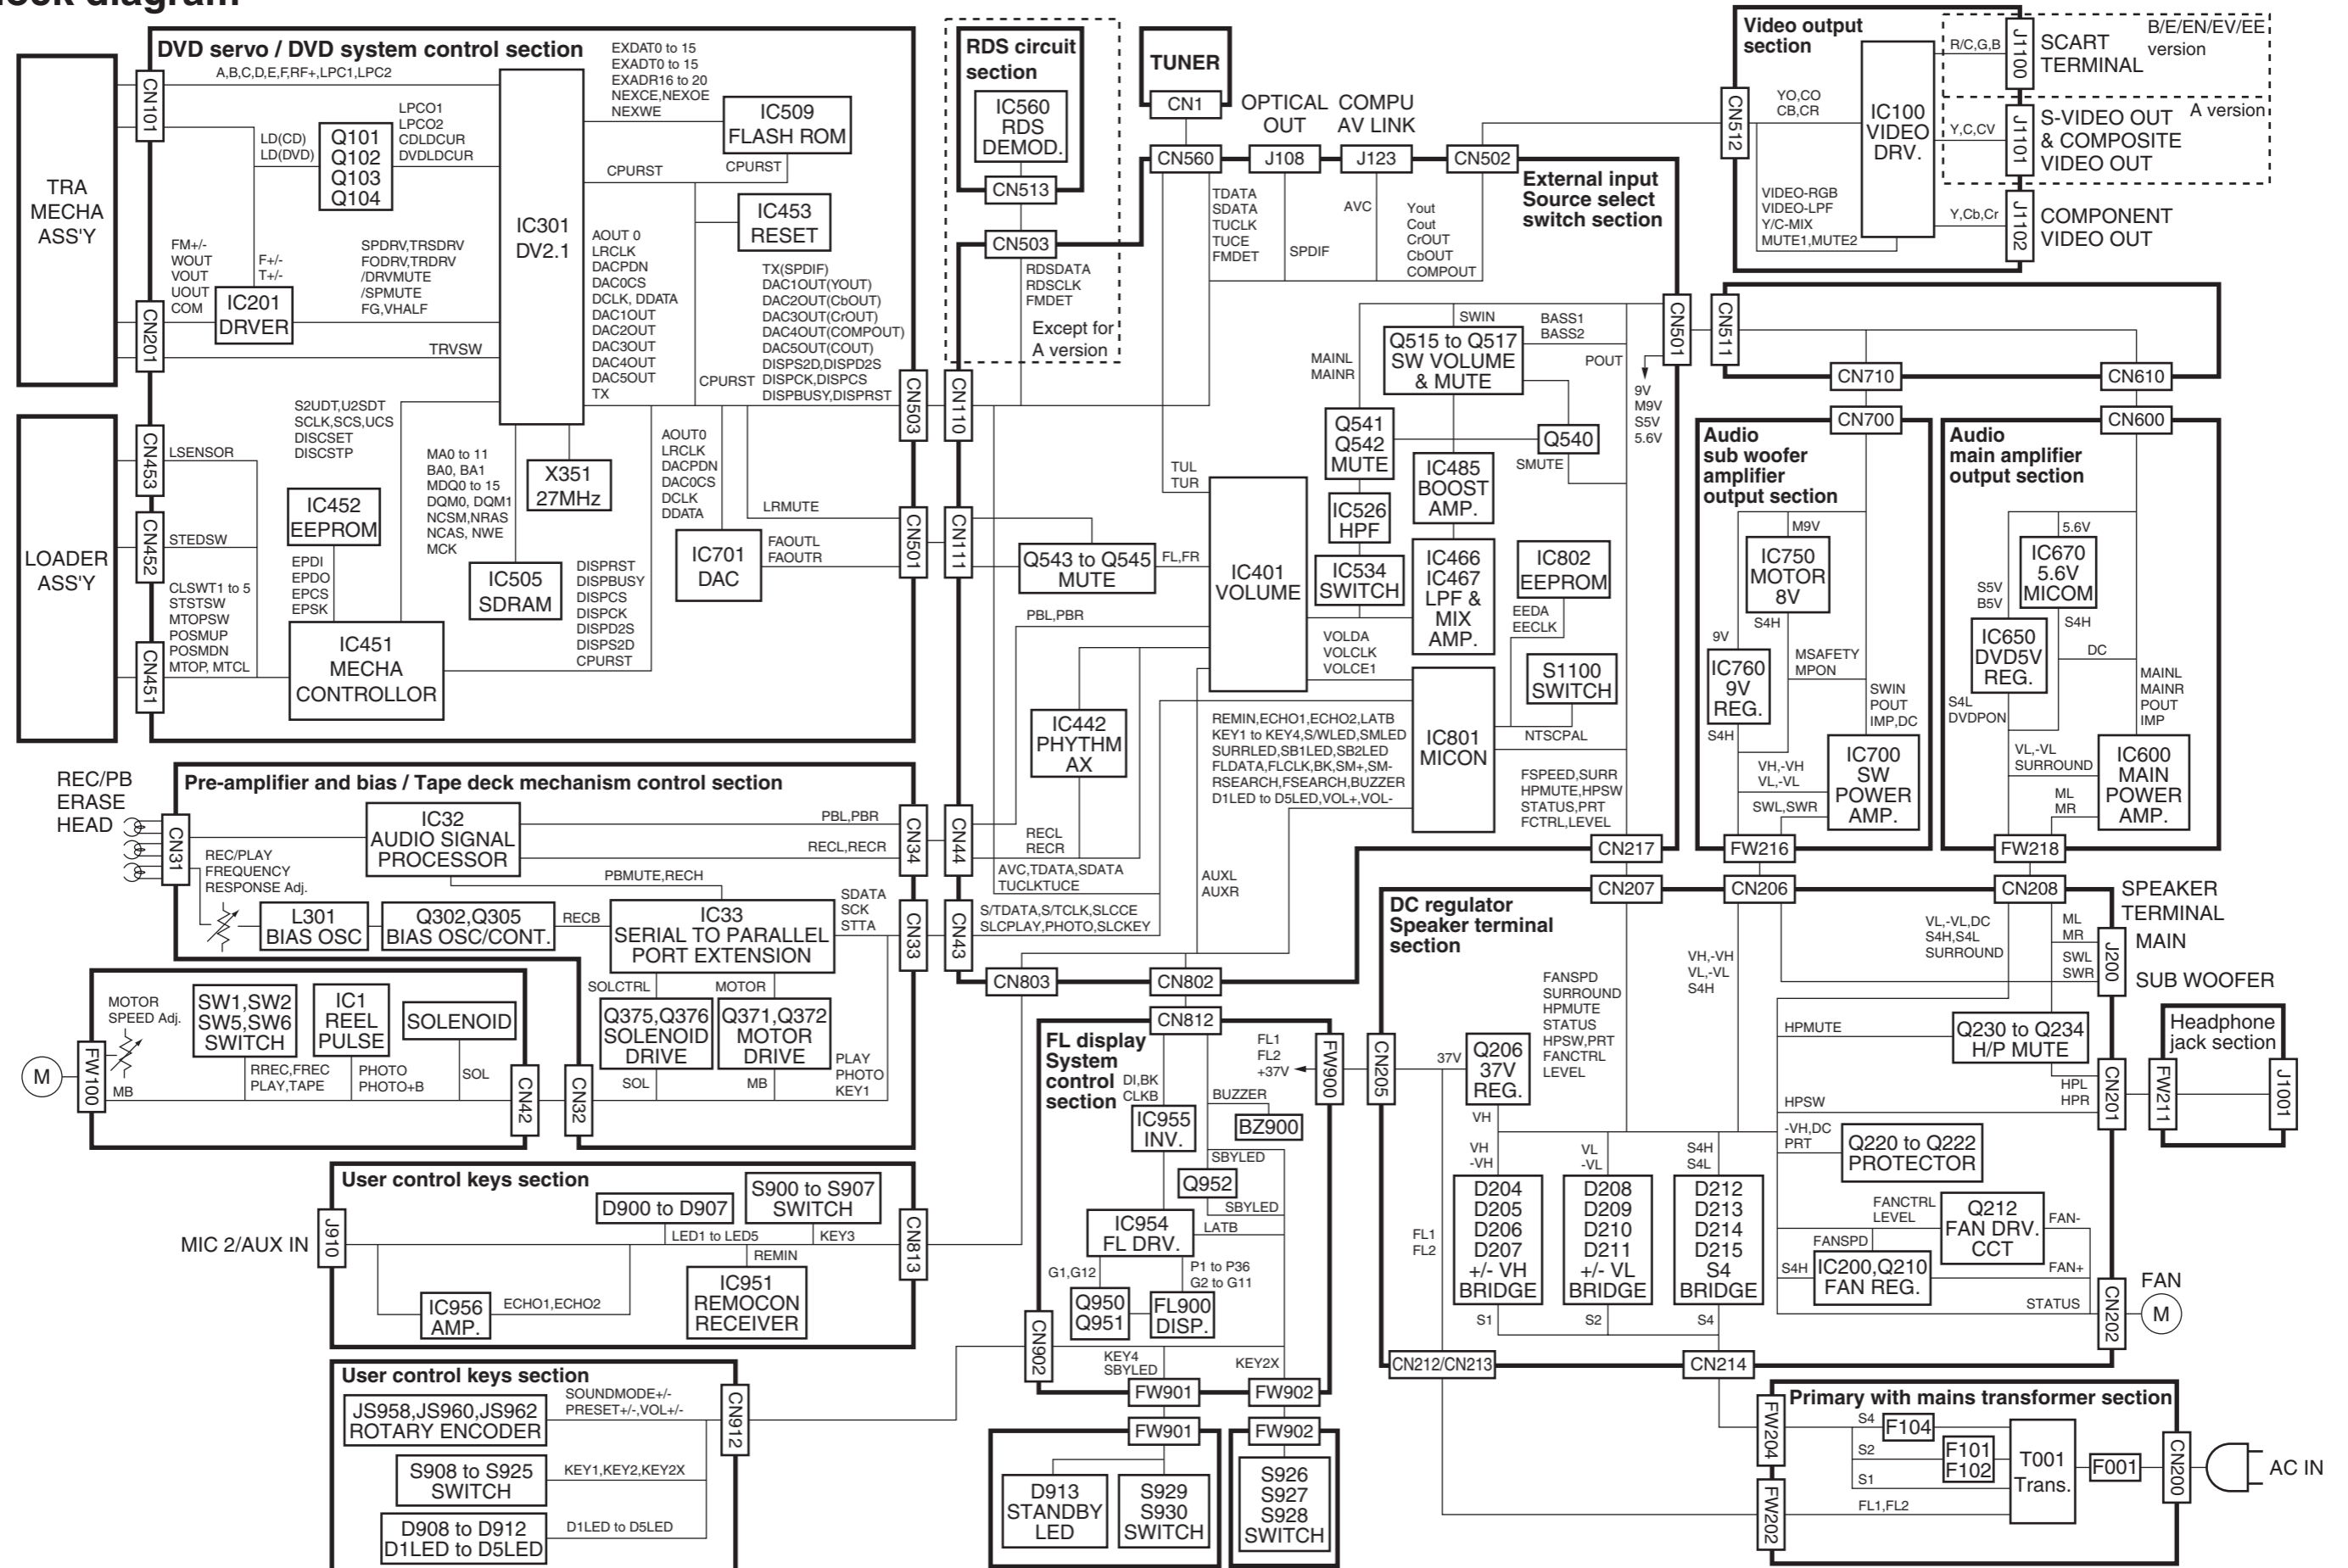 TRA
MECHA
ASS'Y
LOADER
ASS'Y
DVD servo / DVD system control section
CN101
CN201
CN453
CN452
CN451
A,B,C,D,E,F,RF+,LPC1,LPC2
LD(CD)
LD(DVD)
Q101
Q102
Q103
Q104
LPCO1
LPCO2
CDLDCUR
DVDLDCUR
FM+/-
WOUT
VOUT
UOUT
COM
F+/-
T+/-
IC201
DRVER
SPDRV,TRSDRV
FODRV,TRDRV
/DRVMUTE
/SPMUTE
FG,VHALF
TRVSW
IC301
DV2.1
EXDAT0 to 15
EXADT0 to 15
EXADR16 to 20
NEXCE,NEXOE
NEXWE
IC509
FLASH ROM
CPURST
CPURST
IC453
RESET
AOUT 0
LRCLK
DACPDN
DAC0CS
DCLK, DDATA
DAC1OUT
DAC2OUT
DAC3OUT
DAC4OUT
DAC5OUT
TX
TX(SPDIF)
DAC1OUT(YOUT)
DAC2OUT(CbOUT)
DAC3OUT(CrOUT)
DAC4OUT(COMPOUT)
DAC5OUT(COUT)
DISPS2D,DISPD2S
DISPCK,DISPCS
DISPBUSY,DISPRST
CPURST
CN503
LSENSOR
STEDSW
CLSWT1 to 5
STSTSW
MTOPSW
POSMUP
POSMDN
MTOP, MTCL
S2UDT,U2SDT
SCLK,SCS,UCS
DISCSET
DISCSTP
IC452
EEPROM
EPDI
EPDO
EPCS
EPSK
IC451
MECHA
CONTROLLOR
MA0 to 11
BA0, BA1
MDQ0 to 15
DQM0, DQM1
NCSM,NRAS
NCAS, NWE
MCK
X351
27MHz
IC505
SDRAM
DISPRST
DISPBUSY
DISPCS
DISPCK
DISPD2S
DISPS2D
CPURST
AOUT0
LRCLK
DACPDN
DAC0CS
DCLK
DDATA
IC701
DAC
LRMUTE
FAOUTL
FAOUTR
CN501
RDS circuit
section
IC560
RDS
DEMOD.
CN513
CN503
RDSDATA
RDSCLK
FMDET
Except for
A version
TUNER
CN1
OPTICAL
OUT
COMPU
AV LINK
CN560
J108
J123
CN502
External input
Source select
switch section
TDATA
SDATA
TUCLK
TUCE
FMDET
SPDIF
AVC
Yout
Cout
CrOUT
CbOUT
COMPOUT
CN110
CN111
CN44
CN43
CN501
MAINL
MAINR
SWIN
Q515 to Q517
SW VOLUME
& MUTE
BASS1
BASS2
POUT
9V
M9V
S5V
5.6V
Q541
Q542
MUTE
Q540
SMUTE
IC485
BOOST
AMP.
IC526
HPF
IC534
SWITCH
IC466
IC467
LPF &
MIX
AMP.
IC802
EEPROM
EEDA
EECLK
S1100
SWITCH
NTSCPAL
TUL
TUR
IC401
VOLUME
Q543 to Q545
MUTE
FL,FR
PBL,PBR
VOLDA
VOLCLK
VOLCE1
IC442
PHYTHM
AX
RECL
RECR
REMIN,ECHO1,ECHO2,LATB
KEY1 to KEY4,S/WLED,SMLED
SURRLED,SB1LED,SB2LED
FLDATA,FLCLK,BK,SM+,SM-
RSEARCH,FSEARCH,BUZZER
D1LED to D5LED,VOL+,VOL-
IC801
MICON
FSPEED,SURR
HPMUTE,HPSW
STATUS,PRT
FCTRL,LEVEL
AVC,TDATA,SDATA
TUCLKTUCE
AUXL
AUXR
S/TDATA,S/TCLK,SLCCE
SLCPLAY,PHOTO,SLCKEY
CN803
CN802
CN217
Video output
section
CN512
YO,CO
CB,CR
IC100
VIDEO
DRV.
VIDEO-RGB
VIDEO-LPF
Y/C-MIX
MUTE1,MUTE2
R/C,G,B
J1100
SCART
TERMINAL
B/E/EN/EV/EE
version
Y,C,CV
J1101
S-VIDEO OUT
& COMPOSITE
VIDEO OUT
A version
Y,Cb,Cr
J1102
COMPONENT
VIDEO OUT
CN511
CN710
CN610
CN700
CN600
Audio
sub woofer
amplifier
output section
M9V
IC750
MOTOR
8V
S4H
9V
IC760
9V
REG.
S4H
MSAFETY
MPON
SWIN
POUT
IMP,DC
VH,-VH
VL,-VL
SWL,SWR
IC700
SW
POWER
AMP.
FW216
Audio
main amplifier
output section
5.6V
IC670
5.6V
MICOM
S5V
B5V
S4H
IC650
DVD5V
REG.
DC
S4L
DVDPON
MAINL
MAINR
POUT
IMP
VL,-VL
SURROUND
ML
MR
IC600
MAIN
POWER
AMP.
FW218
REC/PB
ERASE
HEAD
Pre-amplifier and bias / Tape deck mechanism control section
CN31
IC32
AUDIO SIGNAL
PROCESSOR
PBL,PBR
RECL,RECR
CN34
REC/PLAY
FREQUENCY
RESPONSE Adj.
PBMUTE,RECH
L301
BIAS OSC
Q302,Q305
BIAS OSC/CONT.
RECB
IC33
SERIAL TO PARALLEL
PORT EXTENSION
SDATA
SCK
STTA
CN33
SOLCTRL
MOTOR
Q375,Q376
SOLENOID
DRIVE
Q371,Q372
MOTOR
DRIVE
SOL
MB
PLAY
PHOTO
KEY1
CN32
M
FW100
MOTOR
SPEED Adj.
MB
SW1,SW2
SW5,SW6
SWITCH
RREC,FREC
PLAY,TAPE
IC1
REEL
PULSE
PHOTO
PHOTO+B
SOLENOID
SOL
CN42
User control keys section
MIC 2/AUX IN
J910
D900 to D907
LED1 to LED5
S900 to S907
SWITCH
KEY3
REMIN
IC956
AMP.
ECHO1,ECHO2
IC951
REMOCON
RECEIVER
CN813
User control keys section
JS958,JS960,JS962
ROTARY ENCODER
SOUNDMODE+/-
PRESET+/-,VOL+/-
S908 to S925
SWITCH
KEY1,KEY2,KEY2X
D908 to D912
D1LED to D5LED
D1LED to D5LED
CN912
CN812
FL display
System
control
section
DI,BK
CLKB
IC955
INV.
FL1
FL2
+37V
FW900
BUZZER
BZ900
SBYLED
Q952
SBYLED
IC954
FL DRV.
LATB
G1,G12
P1 to P36
G2 to G11
Q950
Q951
FL900
DISP.
CN902
KEY4
SBYLED
KEY2X
FW901
FW902
FW901
FW902
D913
STANDBY
LED
S929
S930
SWITCH
S926
S927
S928
SWITCH
CN207
CN206
CN208
DC regulator
Speaker terminal
section
FANSPD
SURROUND
HPMUTE
STATUS
HPSW,PRT
FANCTRL
LEVEL
VH,-VH
VL,-VL
S4H
VL,-VL,DC
S4H,S4L
SURROUND
ML
MR
SWL
SWR
J200
SPEAKER
TERMINAL
MAIN
SUB WOOFER
CN205
37V
Q206
37V
REG.
VH
HPMUTE
Q230 to Q234
H/P MUTE
HPL
HPR
CN201
HPSW
Headphone
jack section
FW211
J1001
-VH,DC
PRT
Q220 to Q222
PROTECTOR
VH
-VH
VL
-VL
S4H
S4L
D204
D205
D206
D207
+/- VH
BRIDGE
D208
D209
D210
D211
+/- VL
BRIDGE
D212
D213
D214
D215
S4
BRIDGE
FL1
FL2
S1
S2
S4
FANCTRL
LEVEL
Q212
FAN DRV.
CCT
FAN-
FANSPD
S4H
IC200,Q210
FAN REG.
FAN+
STATUS
CN202
FAN
M
CN212/CN213
CN214
Primary with mains transformer section
FW204
FW202
S4
F104
S2
F101
F102
S1
FL1,FL2
T001
Trans.
F001
CN200
AC IN